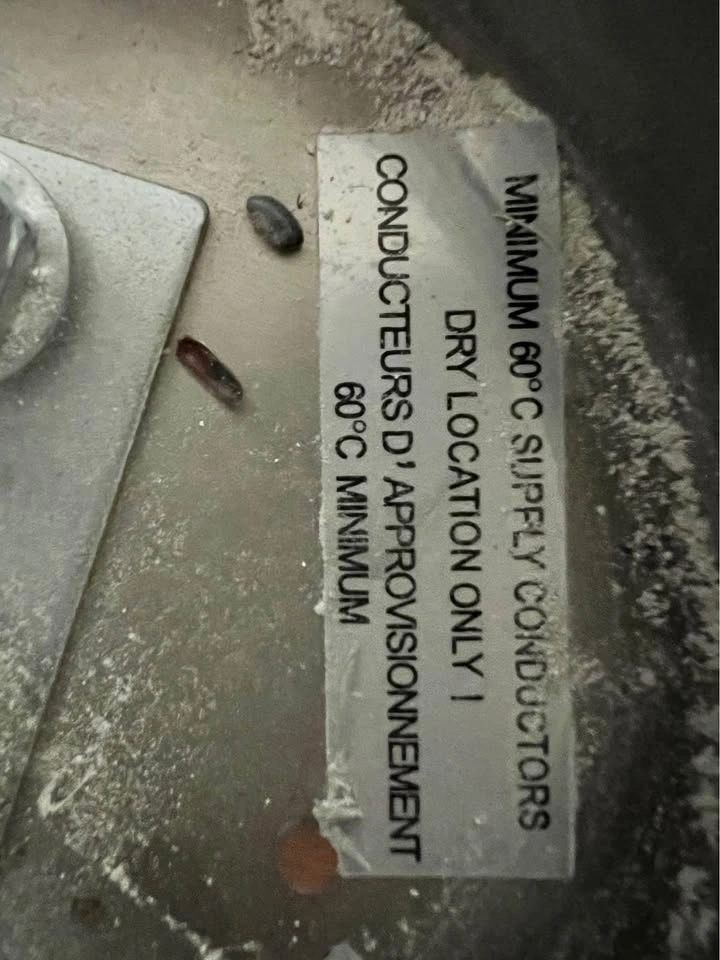 MINIMUM 60°C SUPPLY CONDUCTORS
DRY LOCATION ONLY !
CONDUCTEURS D' APPROVISIONNEMENT
60°C MINIMUM